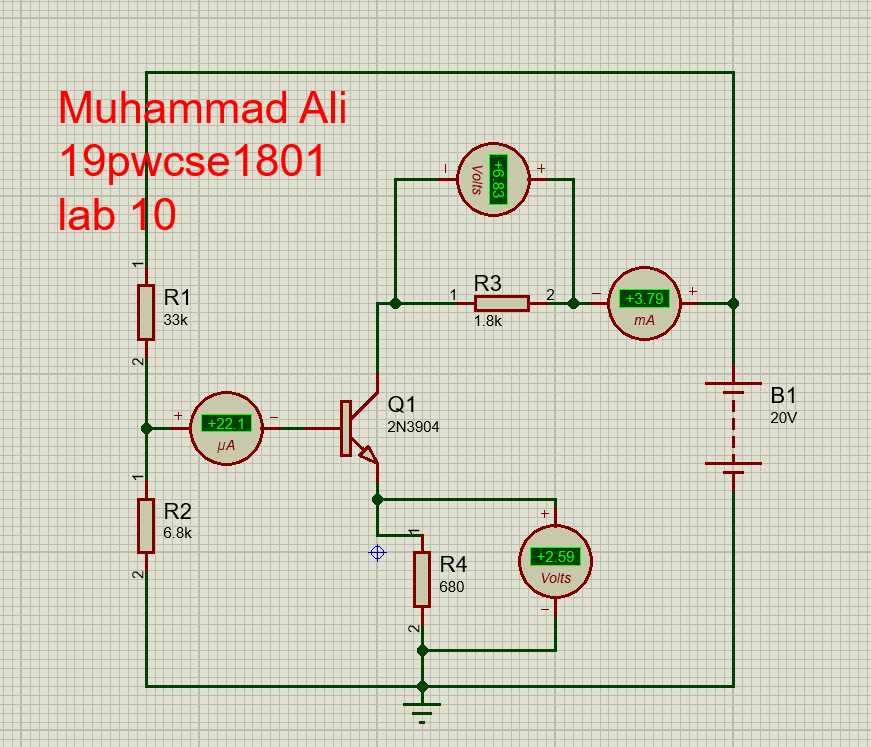 Muhammad Ali
19pwcse1801
lab 10
+6.83
Volts
− +
R3
1 2
1.8k
− +
+3.79
mA
1
R1
33k
2
+ −
+22.1
µA
Q1
2N3904
B1
20V
1
R2
6.8k
2
1
R4
680
2
+
+2.59
Volts
−